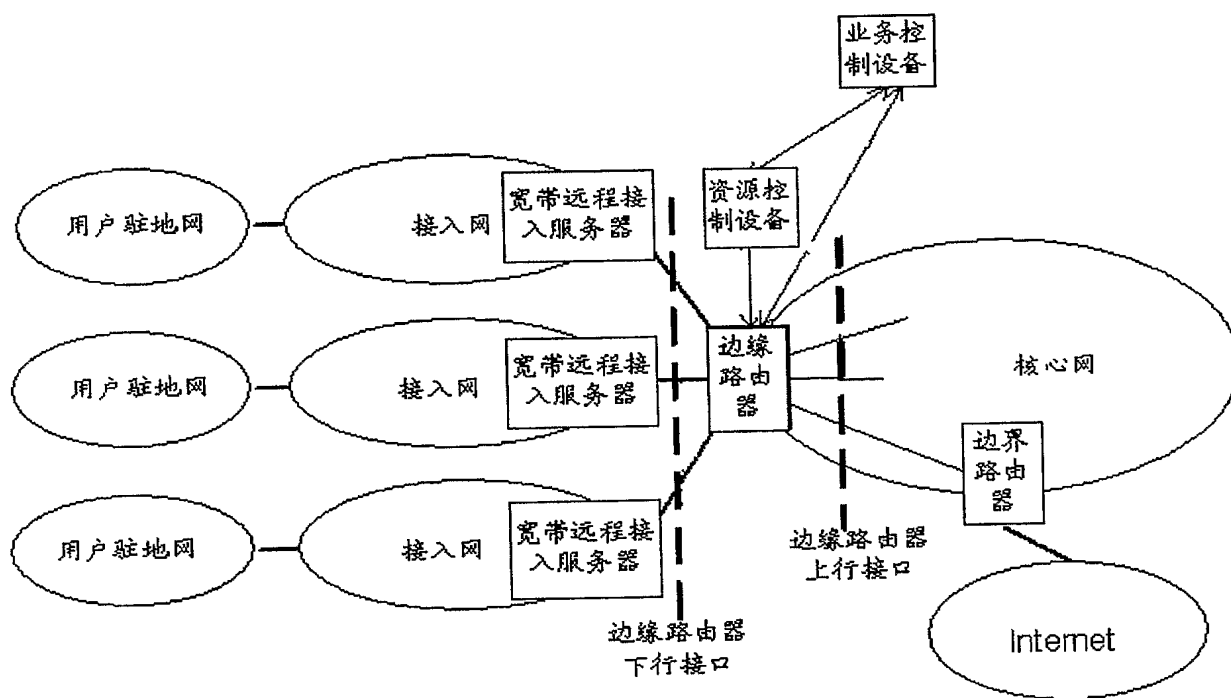 业务控
制设备
资源控
制设备
用户驻地网
接入网
宽带远程接
入服务器
用户驻地网
接入网
宽带远程接
入服务器
边缘
路由
器
核心网
用户驻地网
接入网
宽带远程接
入服务器
边界
路由
器
边缘路由器
上行接口
边缘路由器
下行接口
Internet